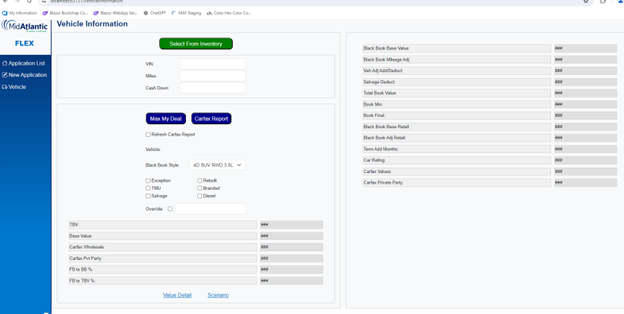 localhost:5131/vehicleinformation
My Information
Blazor Bootstrap Co...
Blazor WebApp Ser...
ChatGPT
MAF Staging
Color Hex Color Co...
MidAtlantic
FLEX
Application List
New Application
Vehicle
Vehicle Information
Select From Inventory
VIN:
Miles:
Cash Down:
Max My Deal
Carfax Report
Refresh Carfax Report
Vehicle:
Black Book Style:
4D SUV RWD 3.5L
Exception
Rebuilt
TMU
Branded
Salvage
Diesel
Override:
TBV: ###
Base Value: ###
Carfax Wholesale: ###
Carfax Pvt Party: ###
FB to BB %: ###
FB to TBV %: ###
Value Detail
Scenario
Black Book Base Value: ###
Black Book Mileage Adj: ###
Veh Adj Add/Deduct: ###
Salvage Deduct: ###
Total Book Value: ###
Book Min: ###
Book Final: ###
Black Book Base Retail: ###
Black Book Adj Retail: ###
Term Add Months: ###
Car Rating: ###
Carfax Values: ###
Carfax Private Party: ###